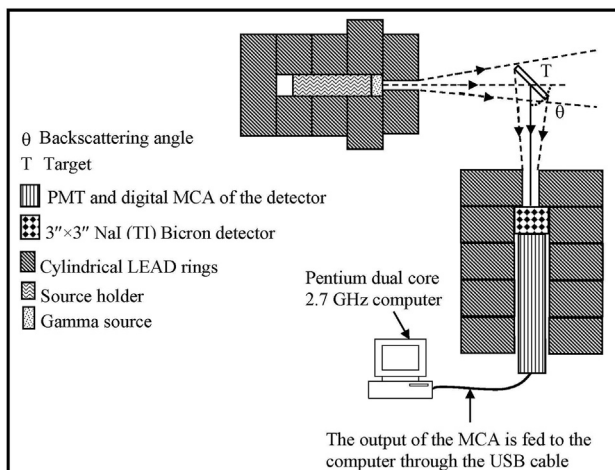 T
θ
θ Backscattering angle
T Target
PMT and digital MCA of the detector
3″×3″ NaI (TI) Bicron detector
Cylindrical LEAD rings
Source holder
Gamma source
Pentium dual core
2.7 GHz computer
The output of the MCA is fed to the
computer through the USB cable